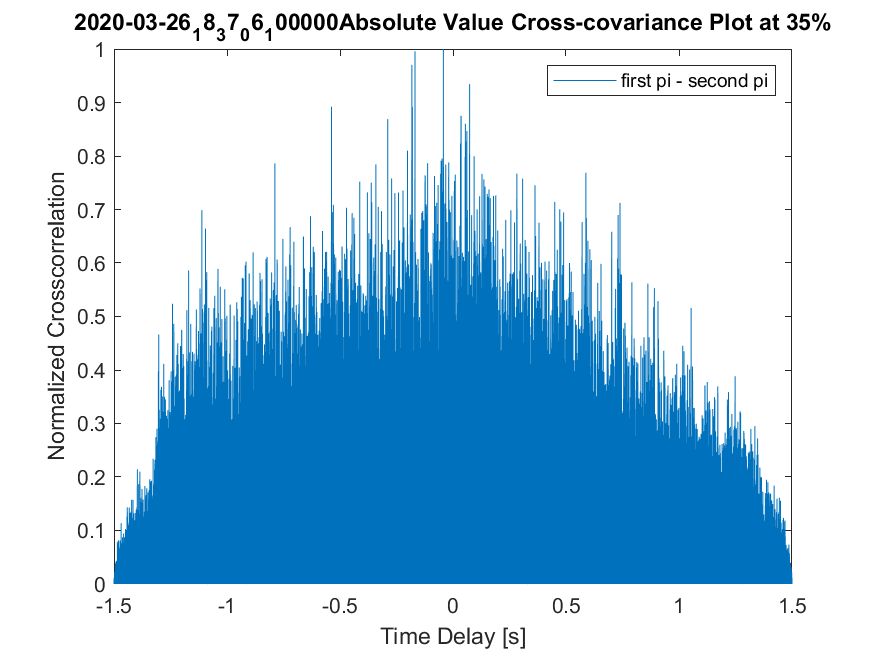 2020-03-26₁8₃7₀6₁00000Absolute Value Cross-covariance Plot at 35%
first pi - second pi
Normalized Crosscorrelation
1
0.9
0.8
0.7
0.6
0.5
0.4
0.3
0.2
0.1
0
-1.5 -1 -0.5 0 0.5 1 1.5
Time Delay [s]